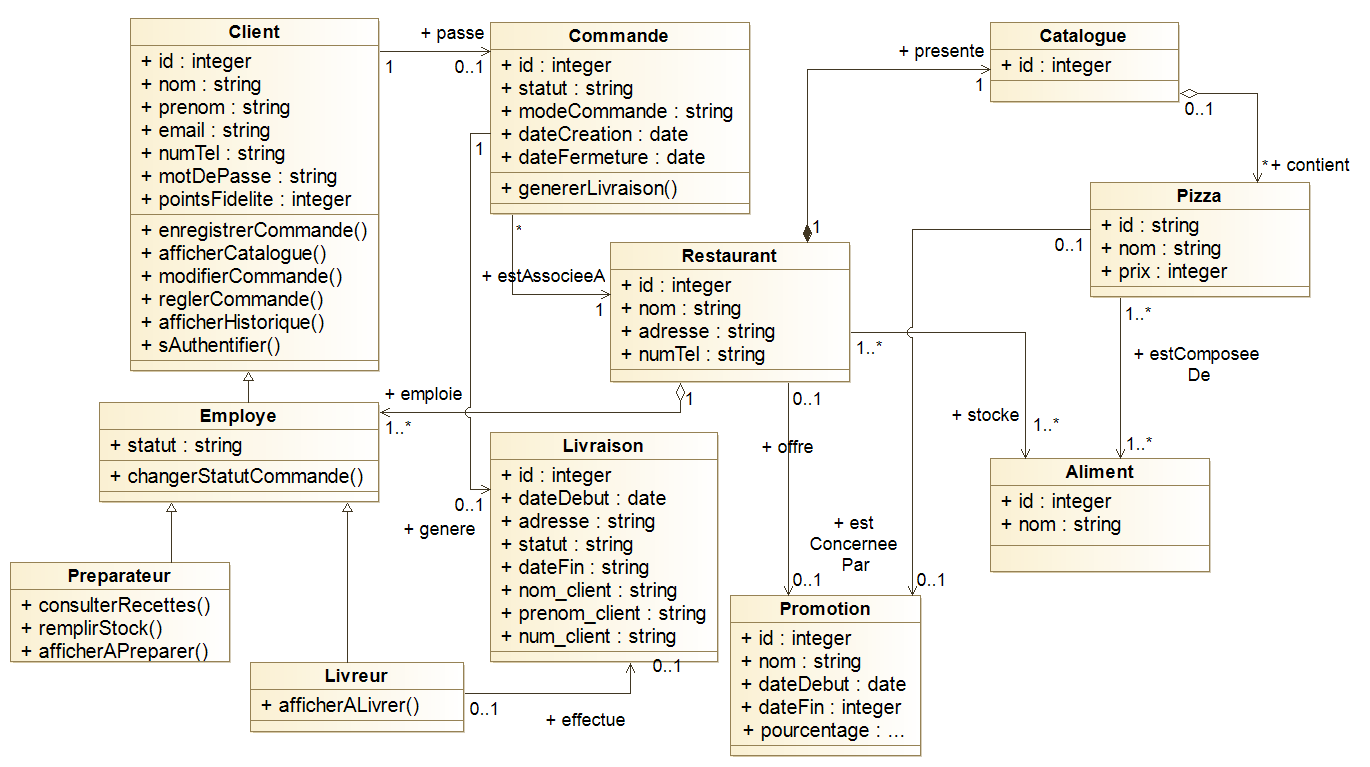 Client
+ id : integer
+ nom : string
+ prenom : string
+ email : string
+ numTel : string
+ motDePasse : string
+ pointsFidelite : integer
+ enregistrerCommande()
+ afficherCatalogue()
+ modifierCommande()
+ reglerCommande()
+ afficherHistorique()
+ sAuthentifier()
+ passe
1
0..1
Commande
+ id : integer
+ statut : string
+ modeCommande : string
+ dateCreation : date
+ dateFermeture : date
+ genererLivraison()
1
*
+ estAssocieeA
1
Catalogue
+ id : integer
+ presente
1
0..1
* + contient
1
Pizza
+ id : string
+ nom : string
+ prix : integer
0..1
1..*
+ estComposee
De
1..*
Restaurant
+ id : integer
+ nom : string
+ adresse : string
+ numTel : string
1..*
+ stocke
1..*
1
+ emploie
1..*
0..1
+ offre
0..1
Employe
+ statut : string
+ changerStatutCommande()
Livraison
+ id : integer
+ dateDebut : date
+ adresse : string
+ statut : string
+ dateFin : string
+ nom_client : string
+ prenom_client : string
+ num_client : string
0..1
+ genere
Aliment
+ id : integer
+ nom : string
+ est
Concernee
Par
0..1
Preparateur
+ consulterRecettes()
+ remplirStock()
+ afficherAPreparer()
Livreur
+ afficherALivrer()
0..1
+ effectue
0..1
Promotion
+ id : integer
+ nom : string
+ dateDebut : date
+ dateFin : integer
+ pourcentage : ...